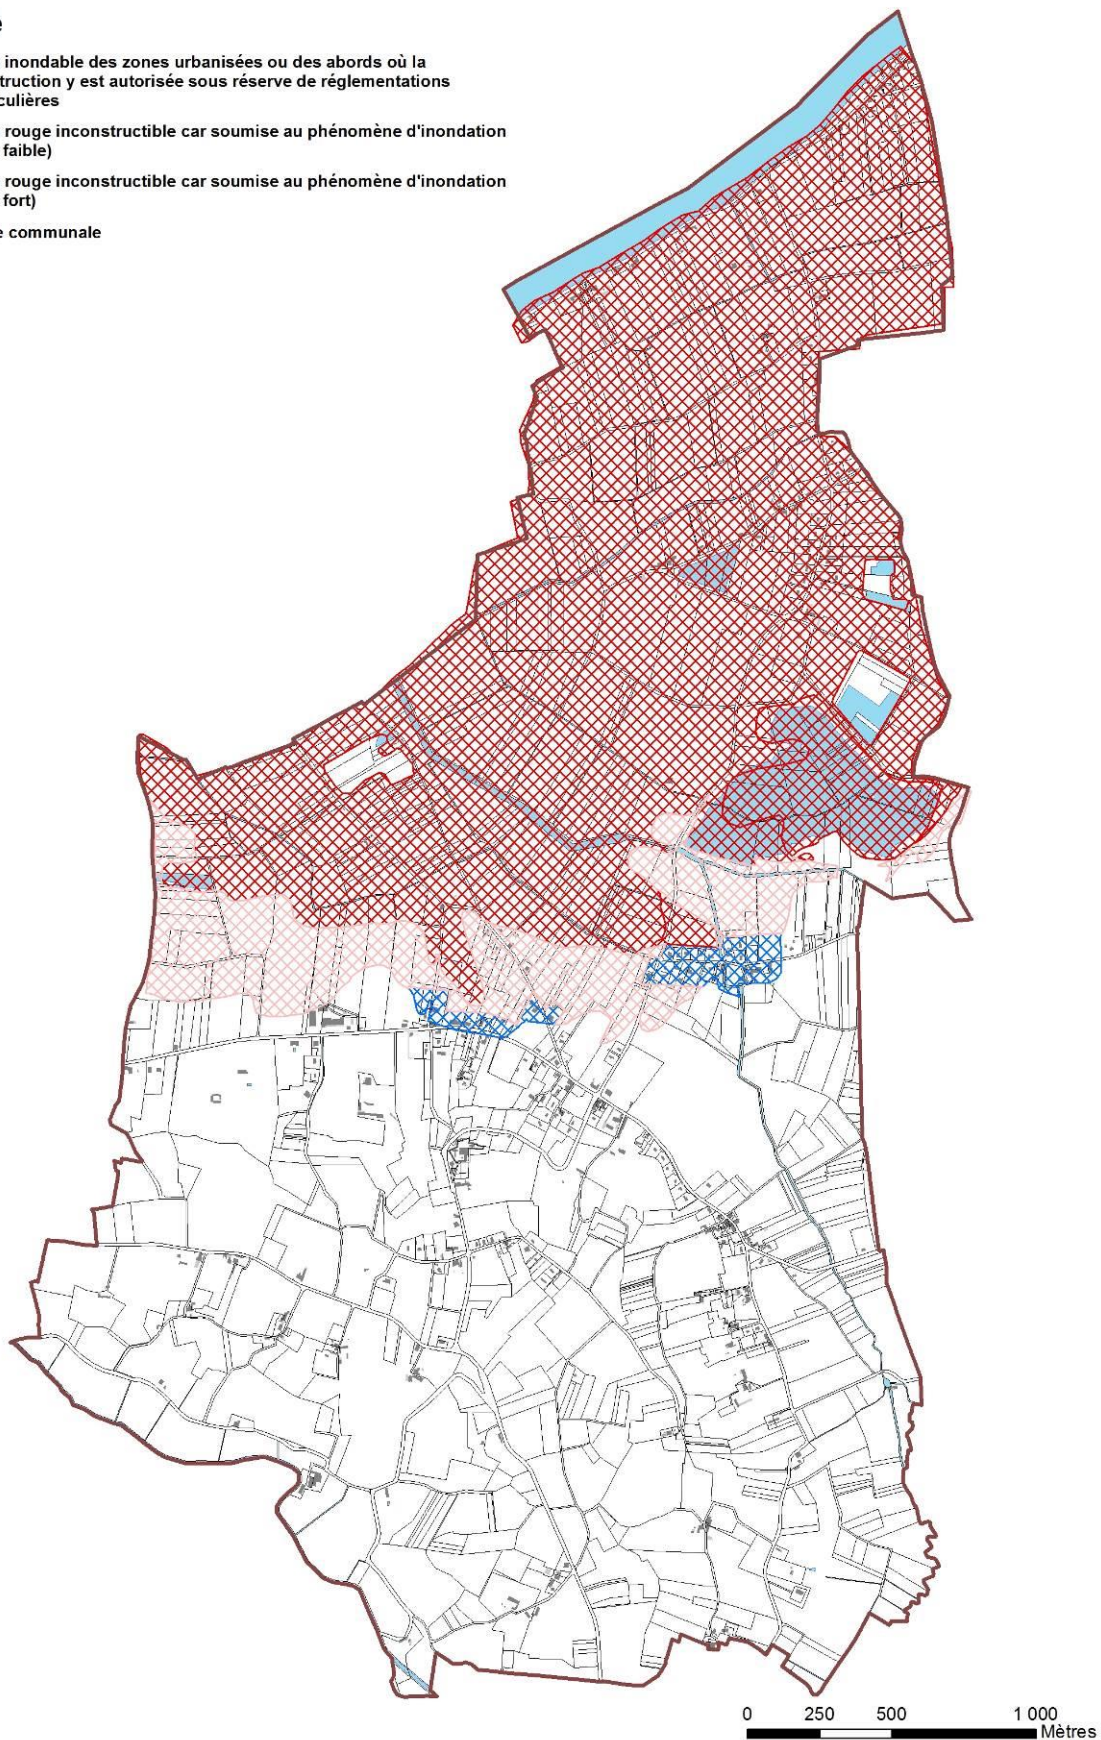 inondable des zones urbanisées ou des abords où la
truction y est autorisée sous réserve de réglementations
culières
rouge inconstructible car soumise au phénomène d'inondation
faible)
rouge inconstructible car soumise au phénomène d'inondation
fort)
communale
0 250 500 1 000
Mètres